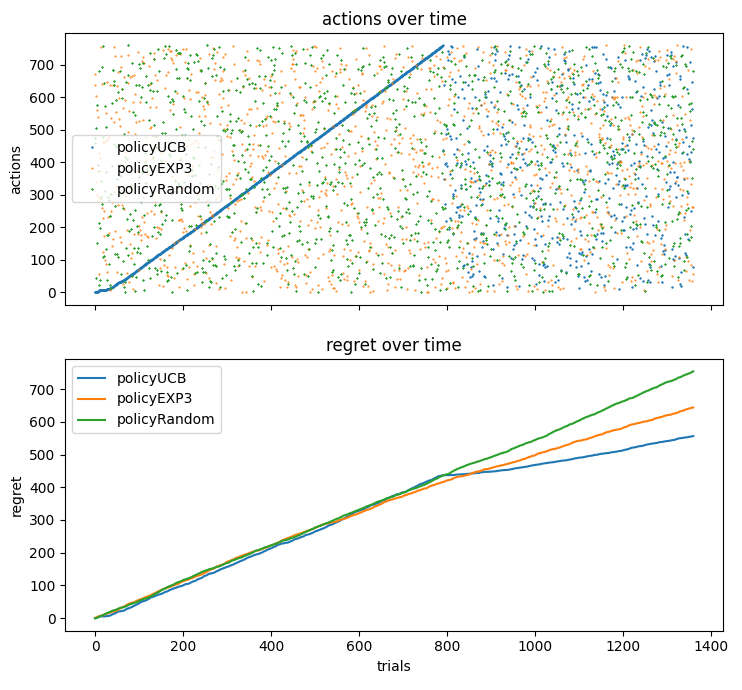 actions over time
700
600
500
400
300
200
100
0
actions
policyUCB
policyEXP3
policyRandom
regret over time
700
600
500
400
300
200
100
0
regret
policyUCB
policyEXP3
policyRandom
0 200 400 600 800 1000 1200 1400
trials